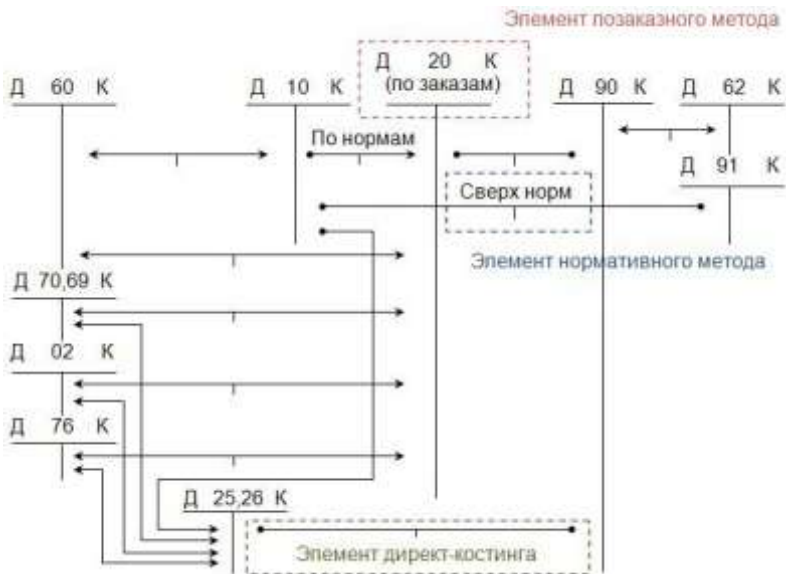 Элемент позаказного метода
Д 20 К
(по заказам)
Д 60 К
Д 10 К
Д 90 К
Д 62 К
По нормам
Д 91 К
Сверх норм
Элемент нормативного метода
Д 70,69 К
Д 02 К
Д 76 К
Д 25,26 К
Элемент директ-костинга